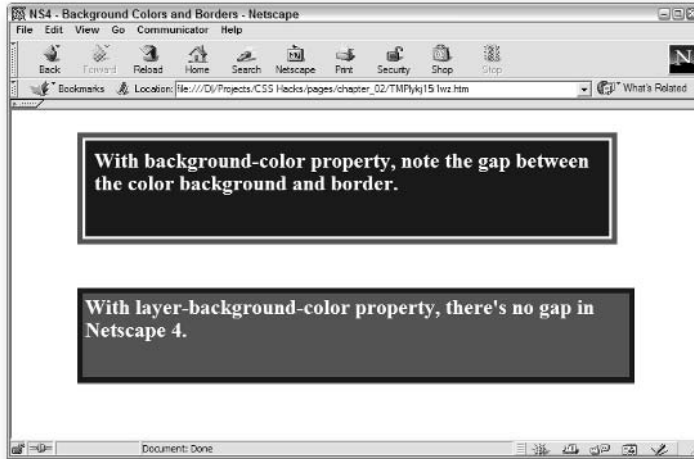 NS4 - Background Colors and Borders - Netscape
File Edit View Go Communicator Help
Back Forward Reload Home Search Netscape Print Security Shop Stop
Bookmarks Location: file:///D|/Projects/CSS Hacks/pages/chapter_02/TMPlykj15i1wz.htm What's Related
With background-color property, note the gap between
the color background and border.
With layer-background-color property, there's no gap in
Netscape 4.
Document: Done